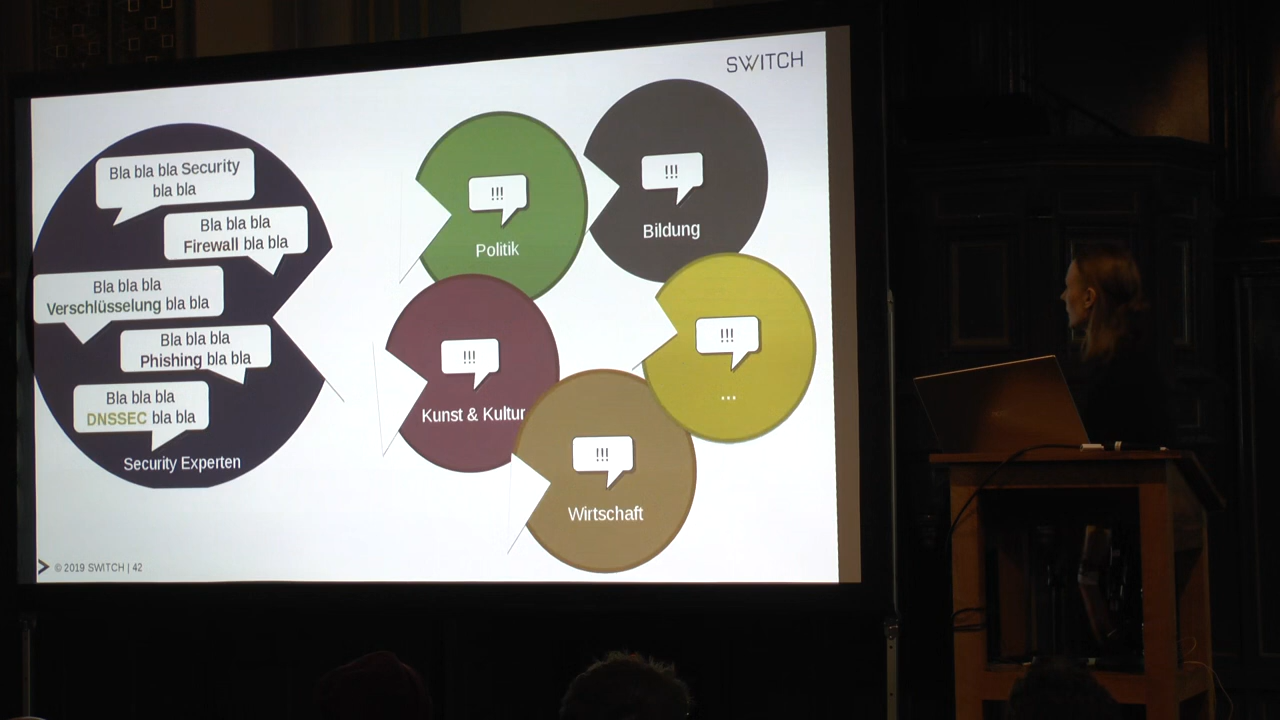 SWITCH
Bla bla bla Security
bla bla
Bla bla bla
Firewall bla bla
Bla bla bla
Verschlüsselung bla bla
Bla bla bla
Phishing bla bla
Bla bla bla
DNSSEC bla bla
Security Experten
!!!
Politik
!!!
Bildung
!!!
Kunst & Kultur
!!!
...
!!!
Wirtschaft
© 2019 SWITCH | 42